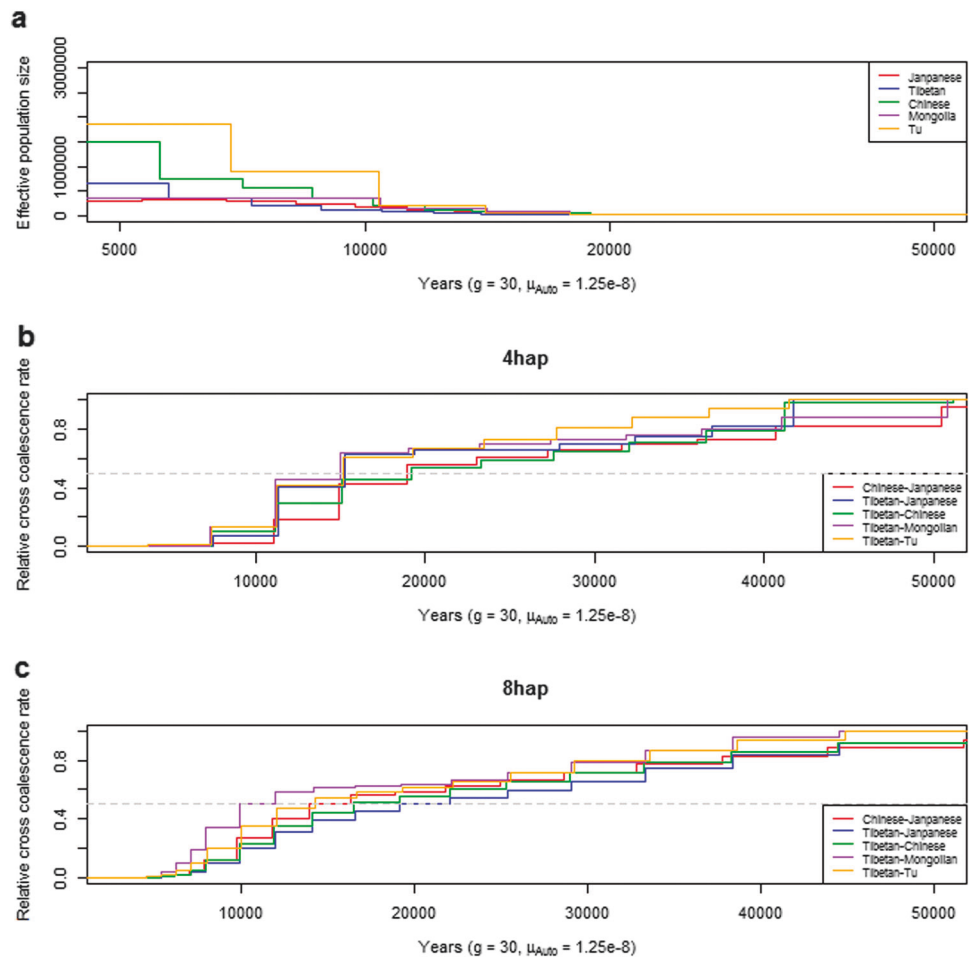 a
Effective population size
3000000
1000000
0
Janpanese
Tibetan
Chinese
Mongolia
Tu
5000 10000 20000 50000
Years (g = 30, μAuto = 1.25e-8)
b
4hap
Relative cross coalescence rate
0.8
0.4
0.0
Chinese-Janpanese
Tibetan-Janpanese
Tibetan-Chinese
Tibetan-Mongolian
Tibetan-Tu
10000 20000 30000 40000 50000
Years (g = 30, μAuto = 1.25e-8)
c
8hap
Relative cross coalescence rate
0.8
0.4
0.0
Chinese-Janpanese
Tibetan-Janpanese
Tibetan-Chinese
Tibetan-Mongolian
Tibetan-Tu
10000 20000 30000 40000 50000
Years (g = 30, μAuto = 1.25e-8)